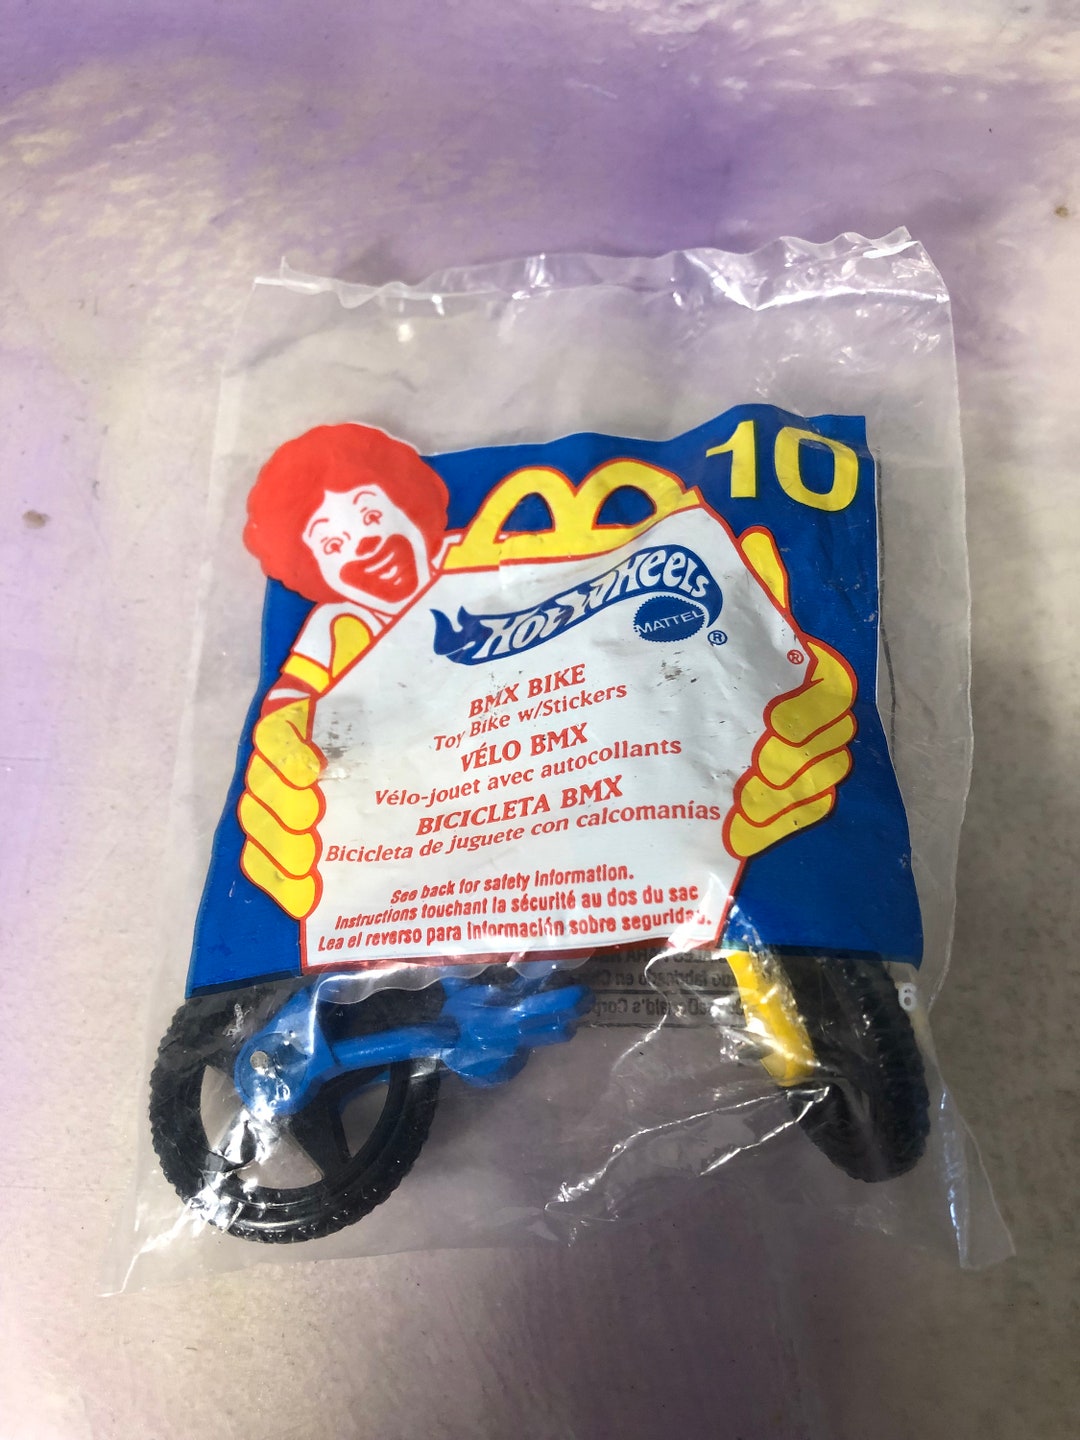 10
HOT WHEELS
MATTEL
®
®
BMX BIKE
Toy Bike w/Stickers
VÉLO BMX
Vélo-jouet avec autocollants
BICICLETA BMX
Bicicleta de juguete con calcomanías
See back for safety information.
Instructions touchant la sécurité au dos du sac
Lea el reverso para información sobre seguridad.
6